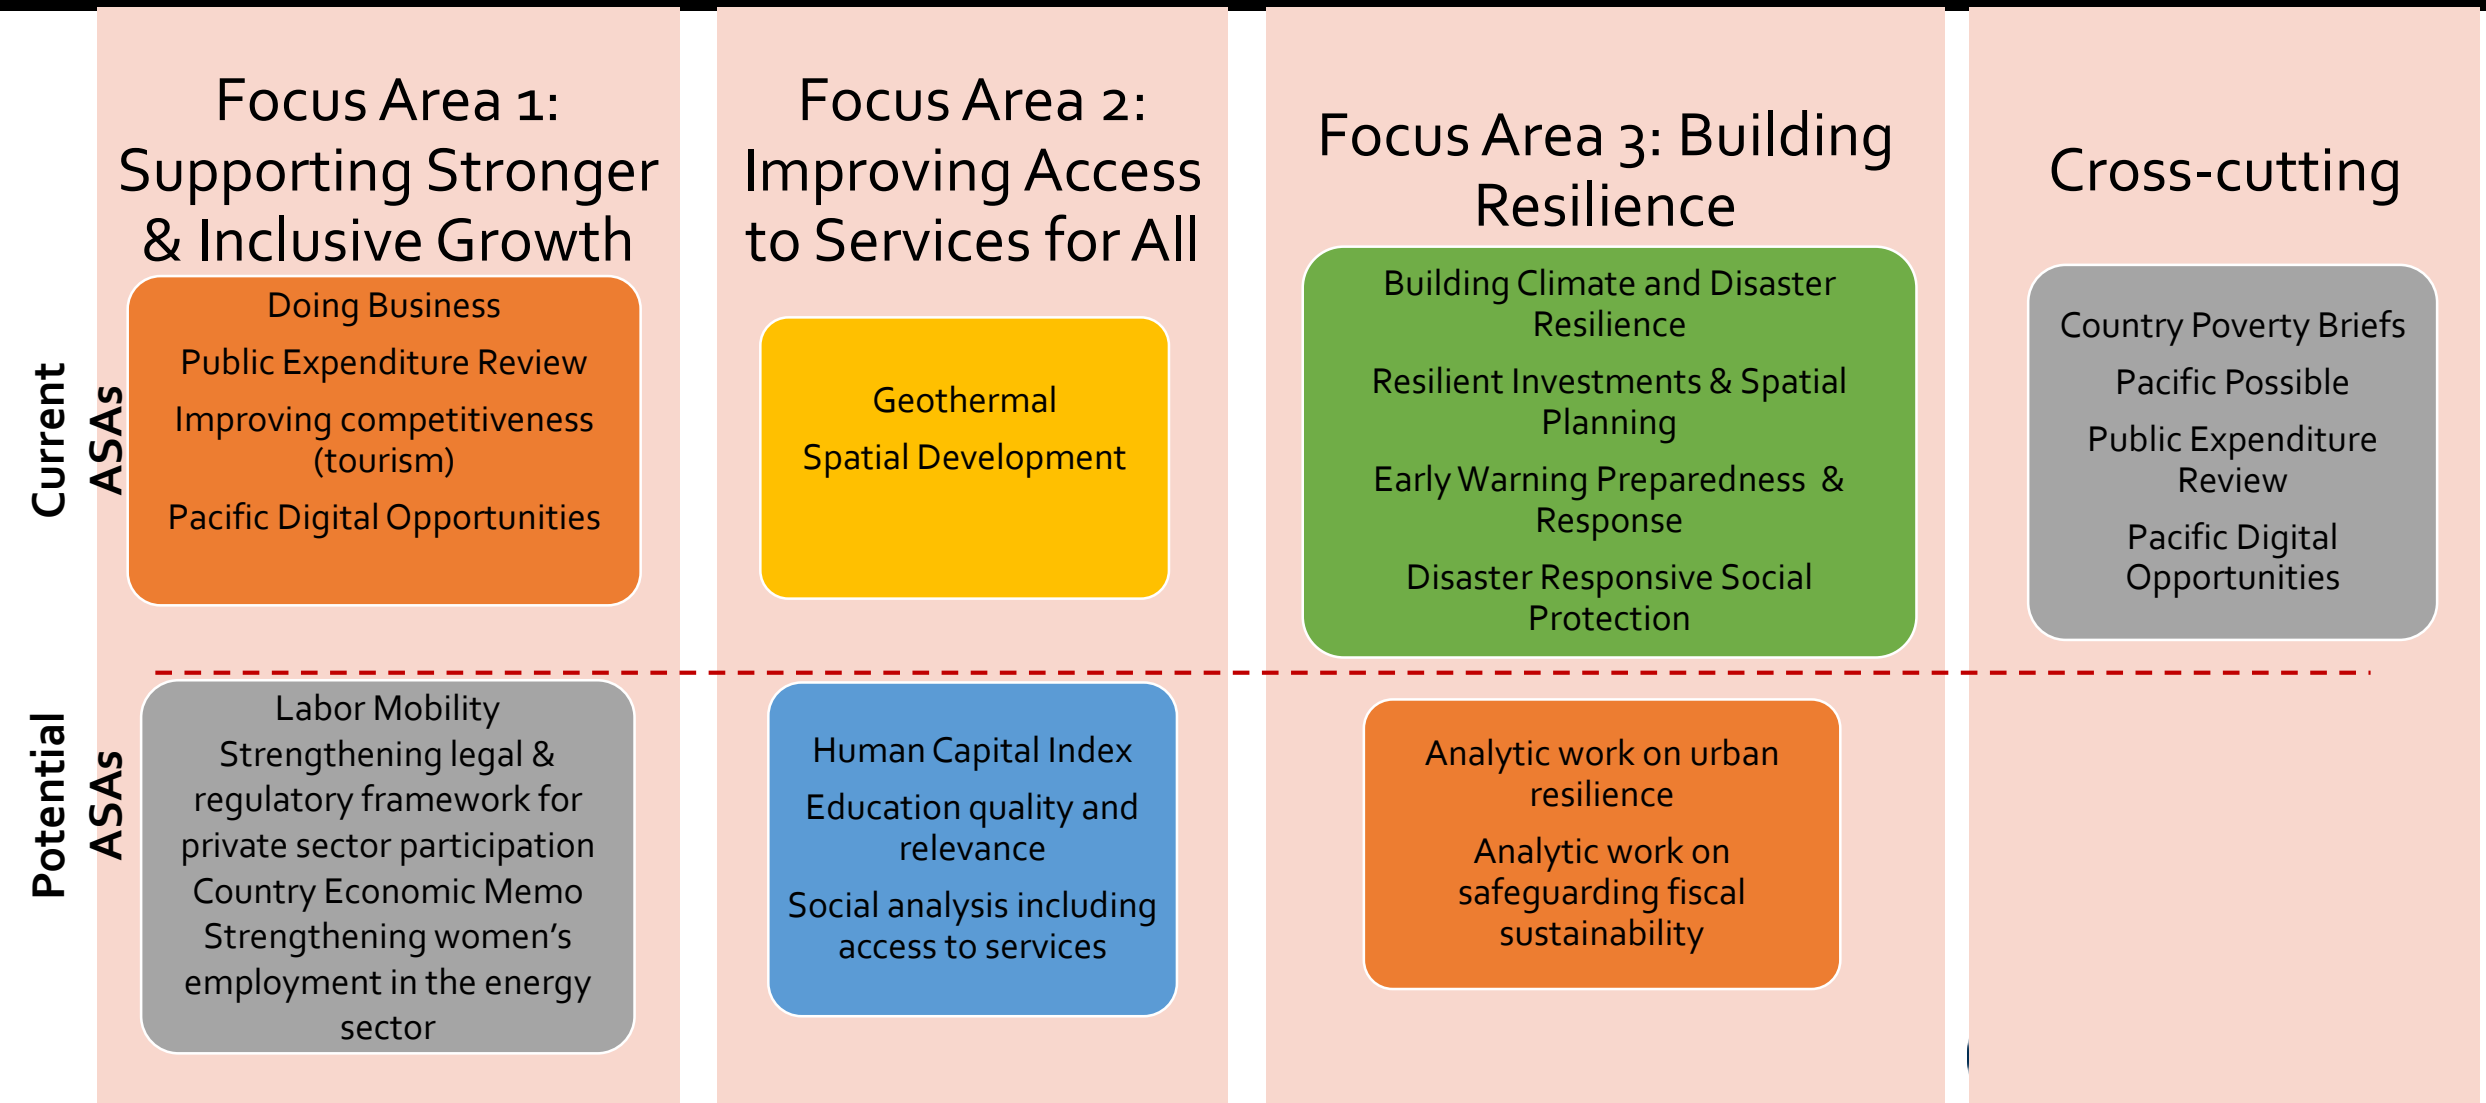 Focus Area 1:
Supporting Stronger
& Inclusive Growth
Focus Area 2:
Improving Access
to Services for All
Focus Area 3: Building
Resilience
Cross-cutting
Current
ASAs
Doing Business
Public Expenditure Review
Improving competitiveness
(tourism)
Pacific Digital Opportunities
Geothermal
Spatial Development
Building Climate and Disaster
Resilience
Resilient Investments & Spatial
Planning
Early Warning Preparedness  &
Response
Disaster Responsive Social
Protection
Country Poverty Briefs
Pacific Possible
Public Expenditure
Review
Pacific Digital
Opportunities
Potential
ASAs
Labor Mobility
Strengthening legal &
regulatory framework for
private sector participation
Country Economic Memo
Strengthening women’s
employment in the energy
sector
Human Capital Index
Education quality and
relevance
Social analysis including
access to services
Analytic work on urban
resilience
Analytic work on
safeguarding fiscal
sustainability